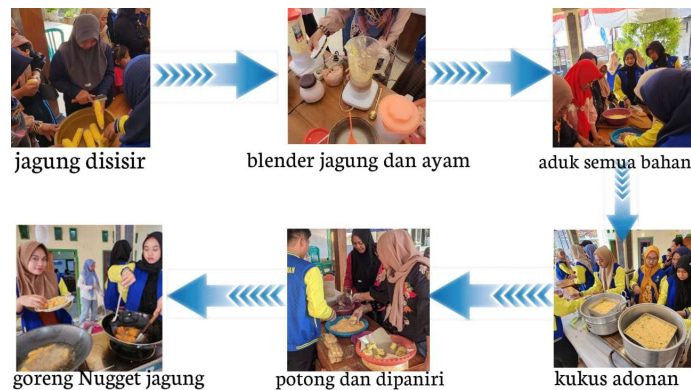 jagung disisir
blender jagung dan ayam
aduk semua bahan
kukus adonan
potong dan dipaniri
goreng Nugget jagung